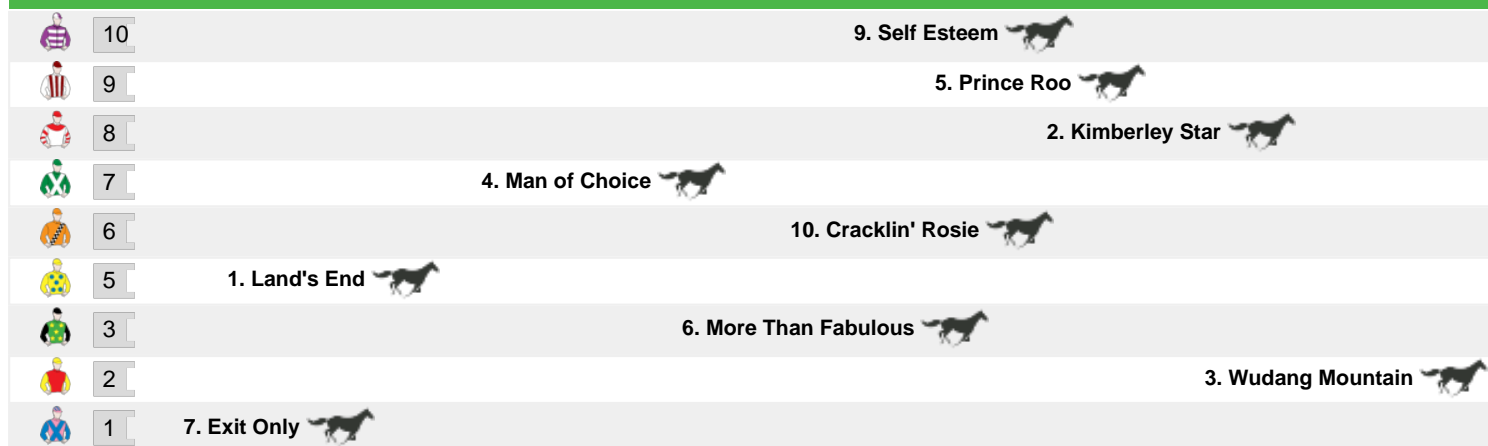 10 9. Self Esteem
9 5. Prince Roo
8 2. Kimberley Star
7 4. Man of Choice
6 10. Cracklin' Rosie
5 1. Land's End
3 6. More Than Fabulous
2 3. Wudang Mountain
1 7. Exit Only